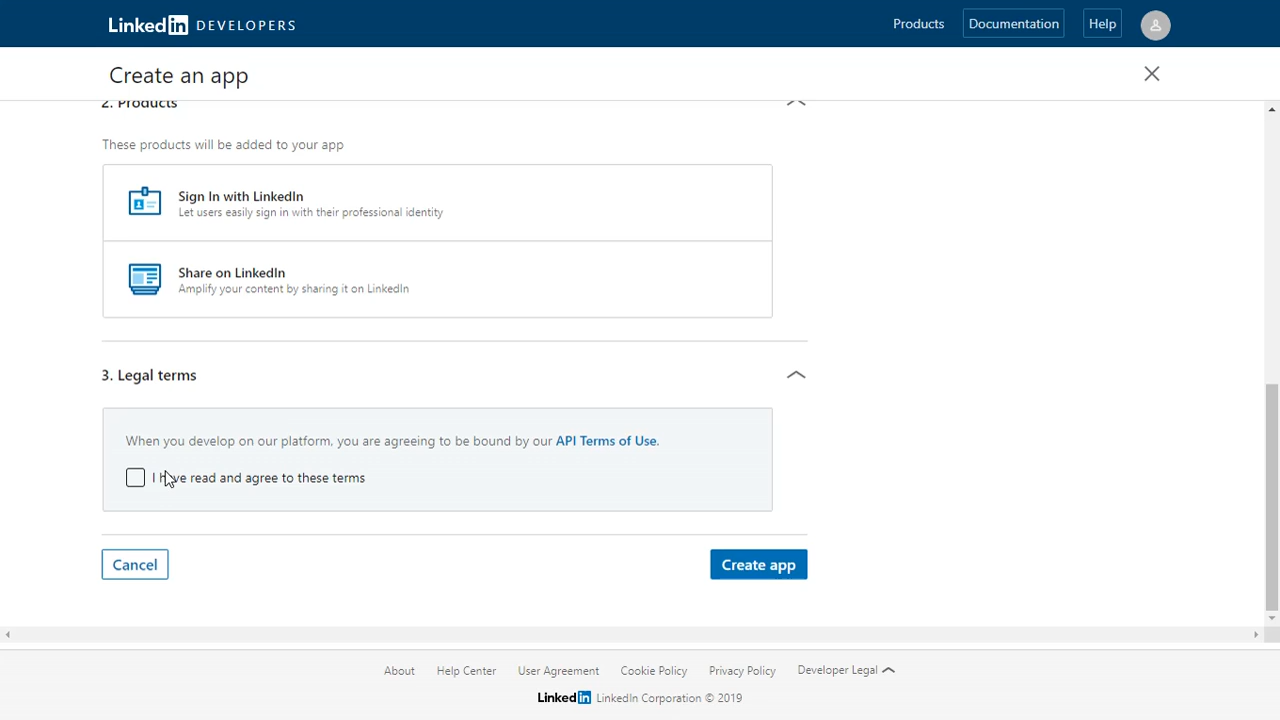 LinkedIn DEVELOPERS
Products
Documentation
Help
Create an app
2. Products
These products will be added to your app
Sign In with LinkedIn
Let users easily sign in with their professional identity
Share on LinkedIn
Amplify your content by sharing it on LinkedIn
3. Legal terms
When you develop on our platform, you are agreeing to be bound by our API Terms of Use.
I have read and agree to these terms
Cancel
Create app
About
Help Center
User Agreement
Cookie Policy
Privacy Policy
Developer Legal
LinkedIn LinkedIn Corporation © 2019